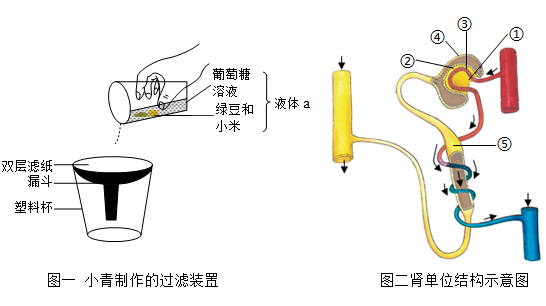 葡萄糖
溶液
绿豆和
小米
液体 a
双层滤纸
漏斗
塑料杯
图一 小青制作的过滤装置
④
③
①
②
⑤
图二肾单位结构示意图